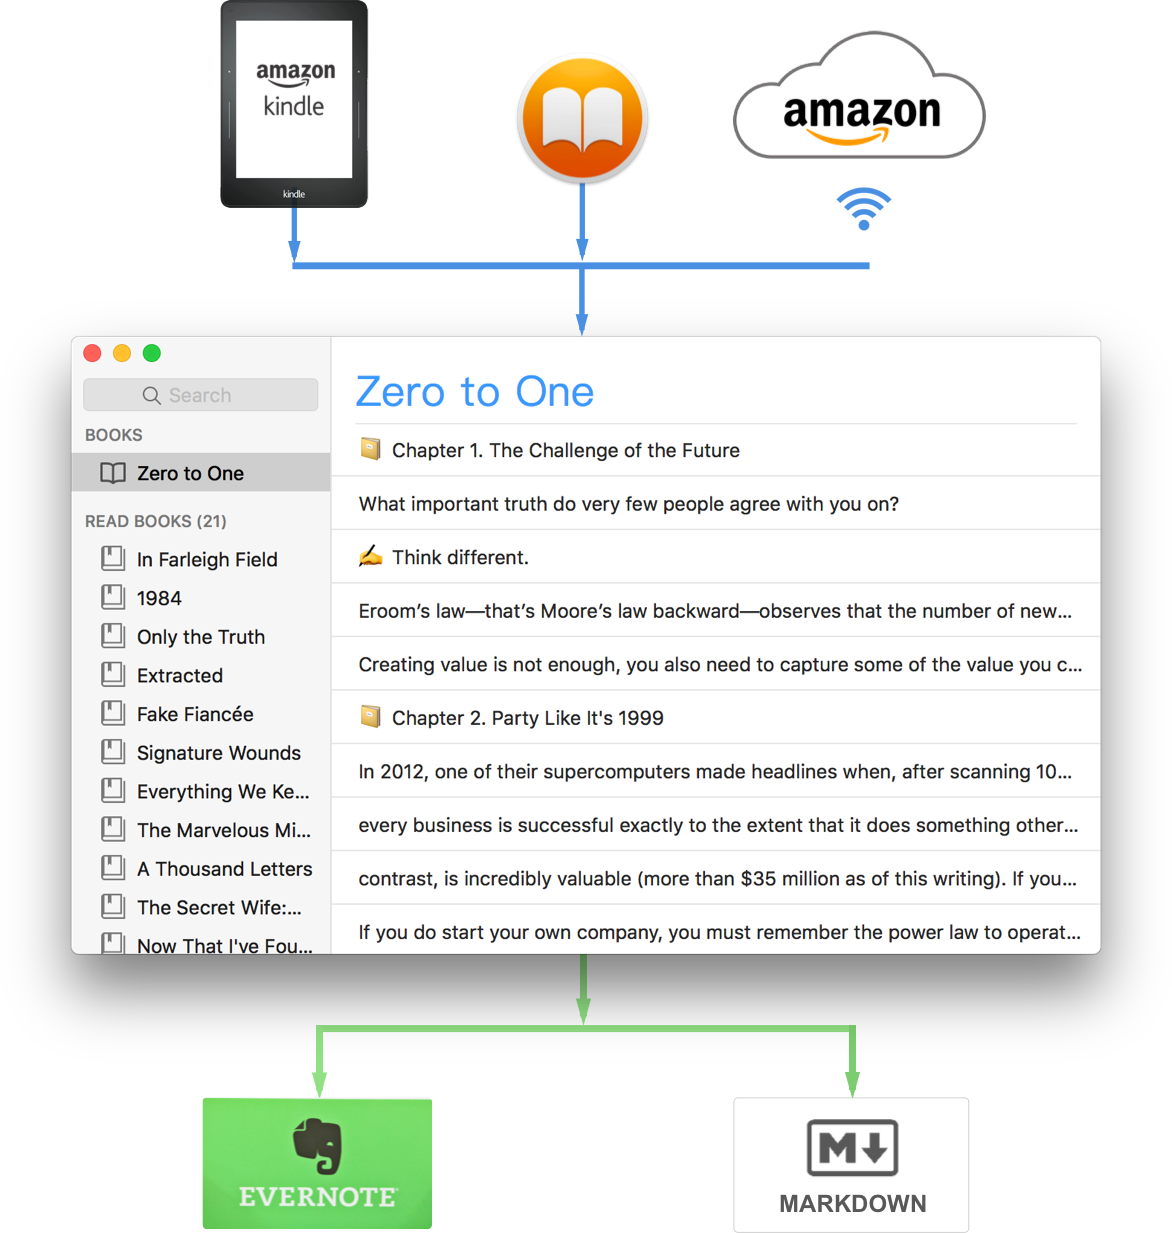 amazon
kindle
kindle
amazon
Search
BOOKS
Zero to One
READ BOOKS (21)
In Farleigh Field
1984
Only the Truth
Extracted
Fake Fiancée
Signature Wounds
Everything We Ke...
The Marvelous Mi...
A Thousand Letters
The Secret Wife:...
Now That I've Fou...
Zero to One
Chapter 1. The Challenge of the Future
What important truth do very few people agree with you on?
Think different.
Eroom’s law—that’s Moore’s law backward—observes that the number of new...
Creating value is not enough, you also need to capture some of the value you c...
Chapter 2. Party Like It's 1999
In 2012, one of their supercomputers made headlines when, after scanning 10...
every business is successful exactly to the extent that it does something other...
contrast, is incredibly valuable (more than $35 million as of this writing). If you...
If you do start your own company, you must remember the power law to operat...
EVERNOTE
M
MARKDOWN